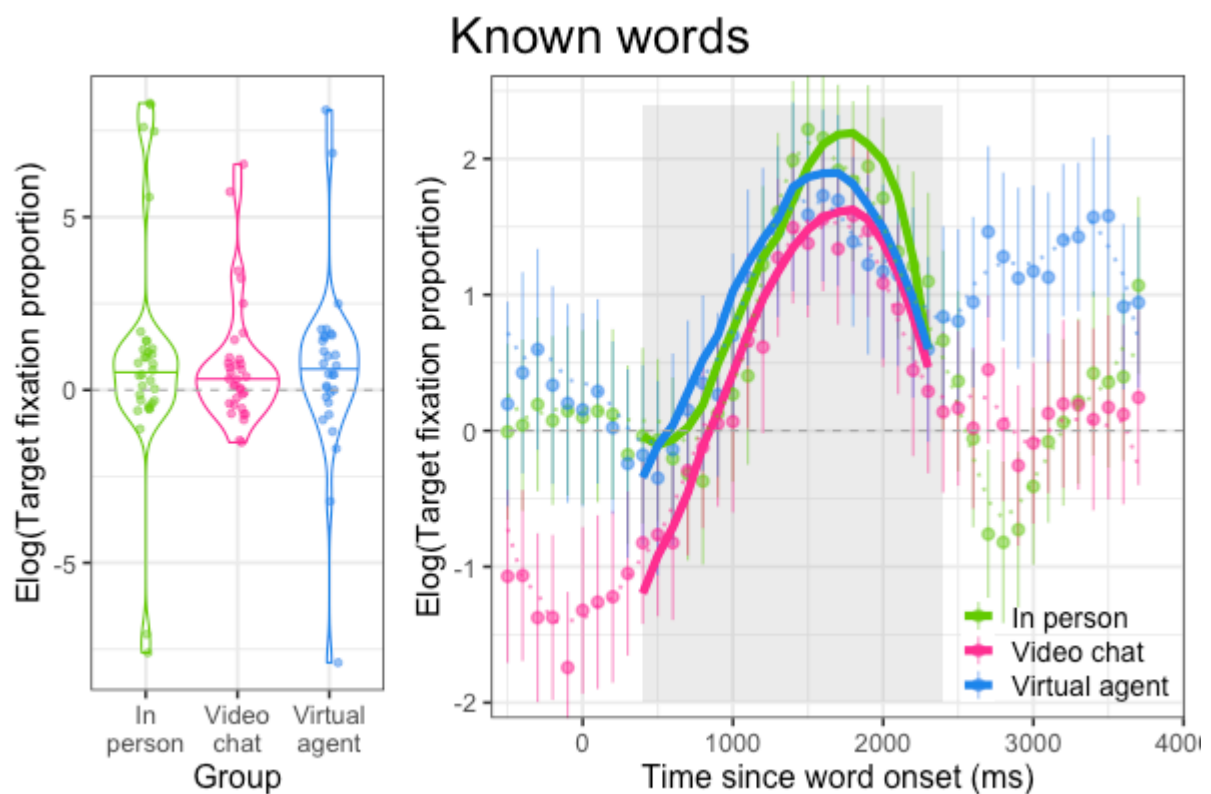 Known words
Elog(Target fixation proportion)
5
0
-5
In
person
Video
chat
Virtual
agent
Group
Elog(Target fixation proportion)
2
1
0
-1
-2
In person
Video chat
Virtual agent
0
1000
2000
3000
400
Time since word onset (ms)